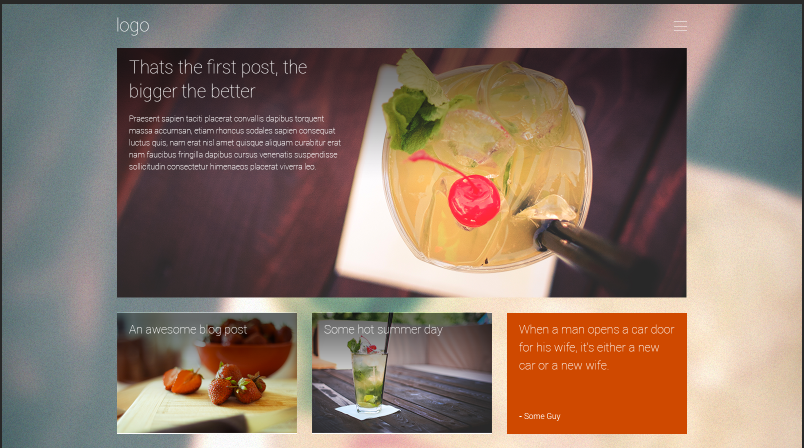 logo
Thats the first post, the
bigger the better
Praesent sapien taciti placerat convallis dapibus torquent
massa accumsan, etiam rhoncus sodales sapien consequat
luctus quis, nam erat nisl amet quisque aliquam curabitur erat
nam faucibus fringilla dapibus cursus venenatis suspendisse
sollicitudin consectetur himenaeos placerat viverra leo.
An awesome blog post
Some hot summer day
When a man opens a car door
for his wife, it's either a new
car or a new wife.
- Some Guy